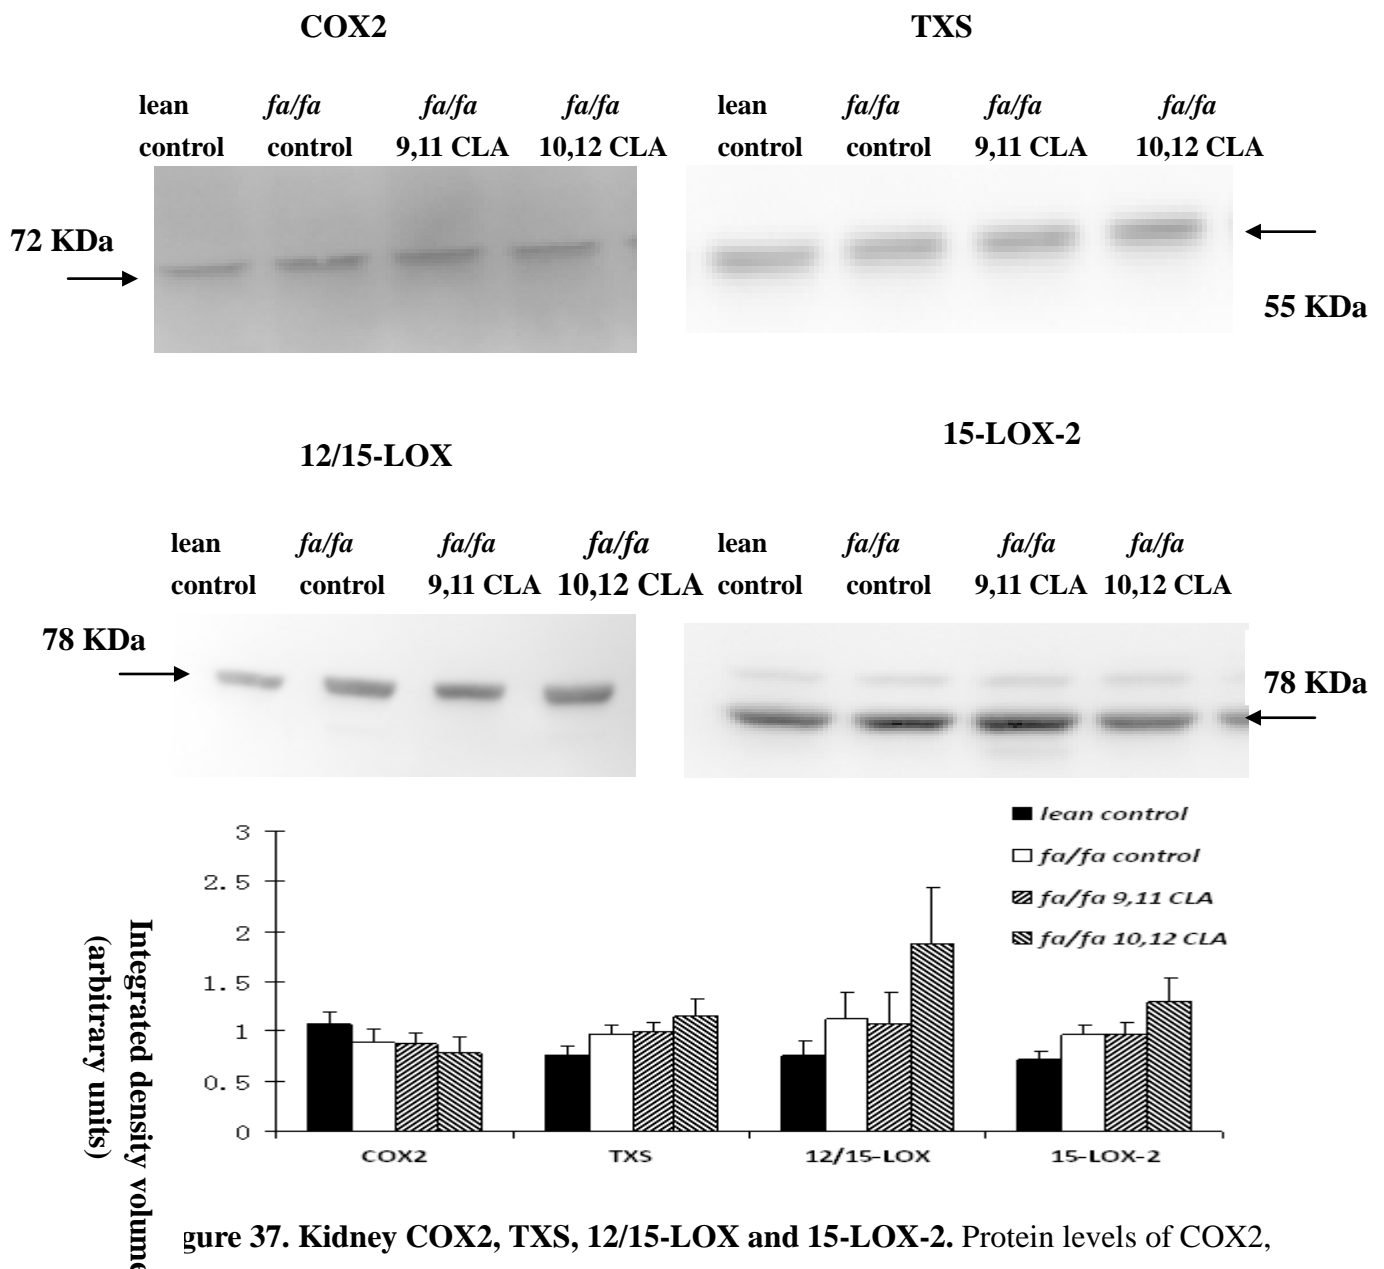 COX2
TXS
lean fa/fa fa/fa fa/fa
control control 9,11 CLA 10,12 CLA
lean fa/fa fa/fa fa/fa
control control 9,11 CLA 10,12 CLA
72 KDa
55 KDa
12/15-LOX
15-LOX-2
lean fa/fa fa/fa fa/fa
control control 9,11 CLA 10,12 CLA
lean fa/fa fa/fa fa/fa
control control 9,11 CLA 10,12 CLA
78 KDa
78 KDa
lean control
fa/fa control
fa/fa 9,11 CLA
fa/fa 10,12 CLA
3
2.5
2
1.5
1
0.5
0
Integrated density volume
(arbitrary units)
COX2 TXS 12/15-LOX 15-LOX-2
gure 37. Kidney COX2, TXS, 12/15-LOX and 15-LOX-2. Protein levels of COX2,